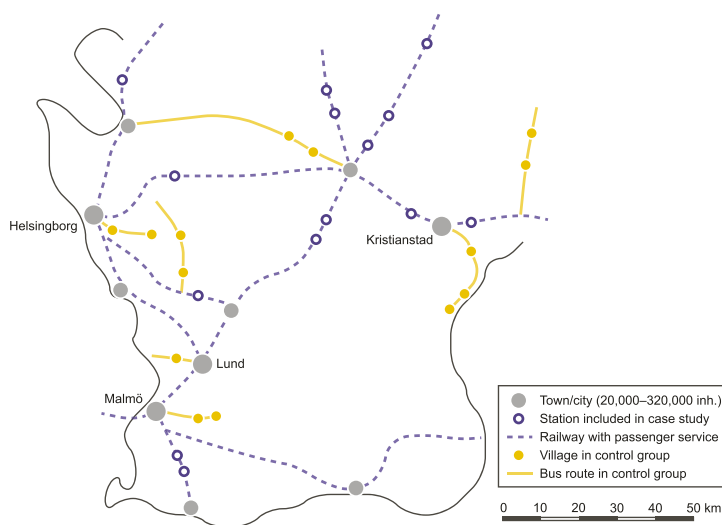 Helsingborg
Kristianstad
Lund
Malmö
Town/city (20,000–320,000 inh.)
Station included in case study
Railway with passenger service
Village in control group
Bus route in control group
0 10 20 30 40 50 km